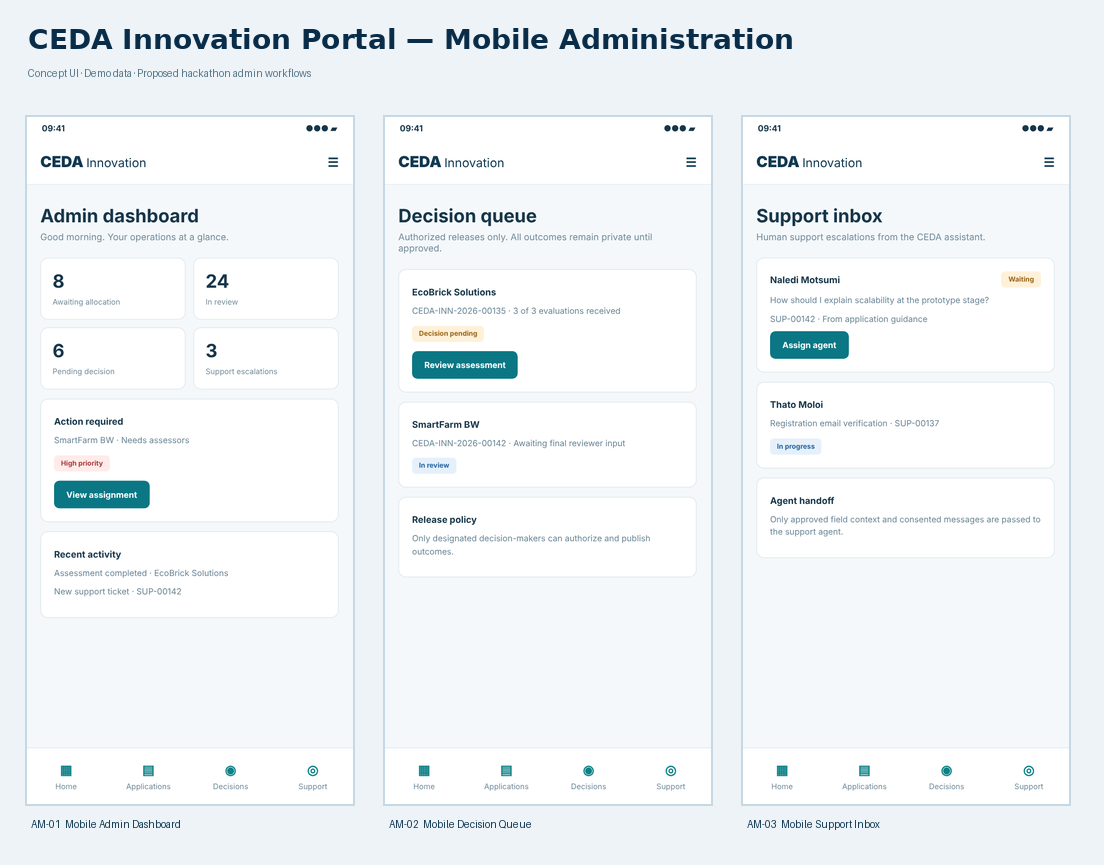 CEDA Innovation Portal — Mobile Administration
Concept UI · Demo data · Proposed hackathon admin workflows
09:41
CEDA Innovation
Admin dashboard
Good morning. Your operations at a glance.
8
Awaiting allocation
24
In review
6
Pending decision
3
Support escalations
Action required
SmartFarm BW · Needs assessors
High priority
View assignment
Recent activity
Assessment completed · EcoBrick Solutions
New support ticket · SUP-00142
Home
Applications
Decisions
Support
AM-01 Mobile Admin Dashboard
09:41
CEDA Innovation
Decision queue
Authorized releases only. All outcomes remain private until
approved.
EcoBrick Solutions
CEDA-INN-2026-00135 · 3 of 3 evaluations received
Decision pending
Review assessment
SmartFarm BW
CEDA-INN-2026-00142 · Awaiting final reviewer input
In review
Release policy
Only designated decision-makers can authorize and publish
outcomes.
Home
Applications
Decisions
Support
AM-02 Mobile Decision Queue
09:41
CEDA Innovation
Support inbox
Human support escalations from the CEDA assistant.
Naledi Motsumi
Waiting
How should I explain scalability at the prototype stage?
SUP-00142 · From application guidance
Assign agent
Thato Moloi
Registration email verification · SUP-00137
In progress
Agent handoff
Only approved field context and consented messages are passed to
the support agent.
Home
Applications
Decisions
Support
AM-03 Mobile Support Inbox